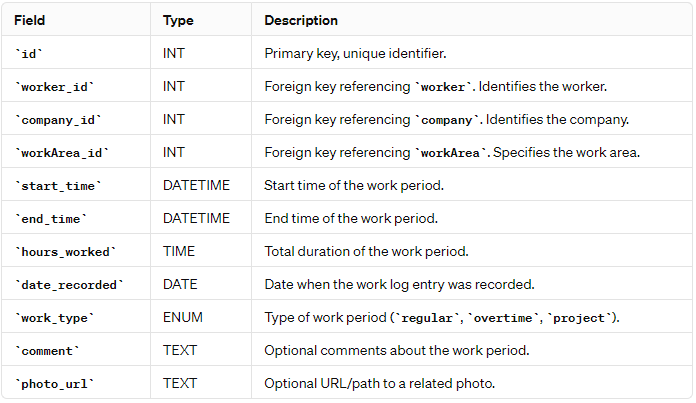 Field Type Description
`id` INT Primary key, unique identifier.
`worker_id` INT Foreign key referencing `worker`. Identifies the worker.
`company_id` INT Foreign key referencing `company`. Identifies the company.
`workArea_id` INT Foreign key referencing `workArea`. Specifies the work area.
`start_time` DATETIME Start time of the work period.
`end_time` DATETIME End time of the work period.
`hours_worked` TIME Total duration of the work period.
`date_recorded` DATE Date when the work log entry was recorded.
`work_type` ENUM Type of work period (`regular`, `overtime`, `project`).
`comment` TEXT Optional comments about the work period.
`photo_url` TEXT Optional URL/path to a related photo.